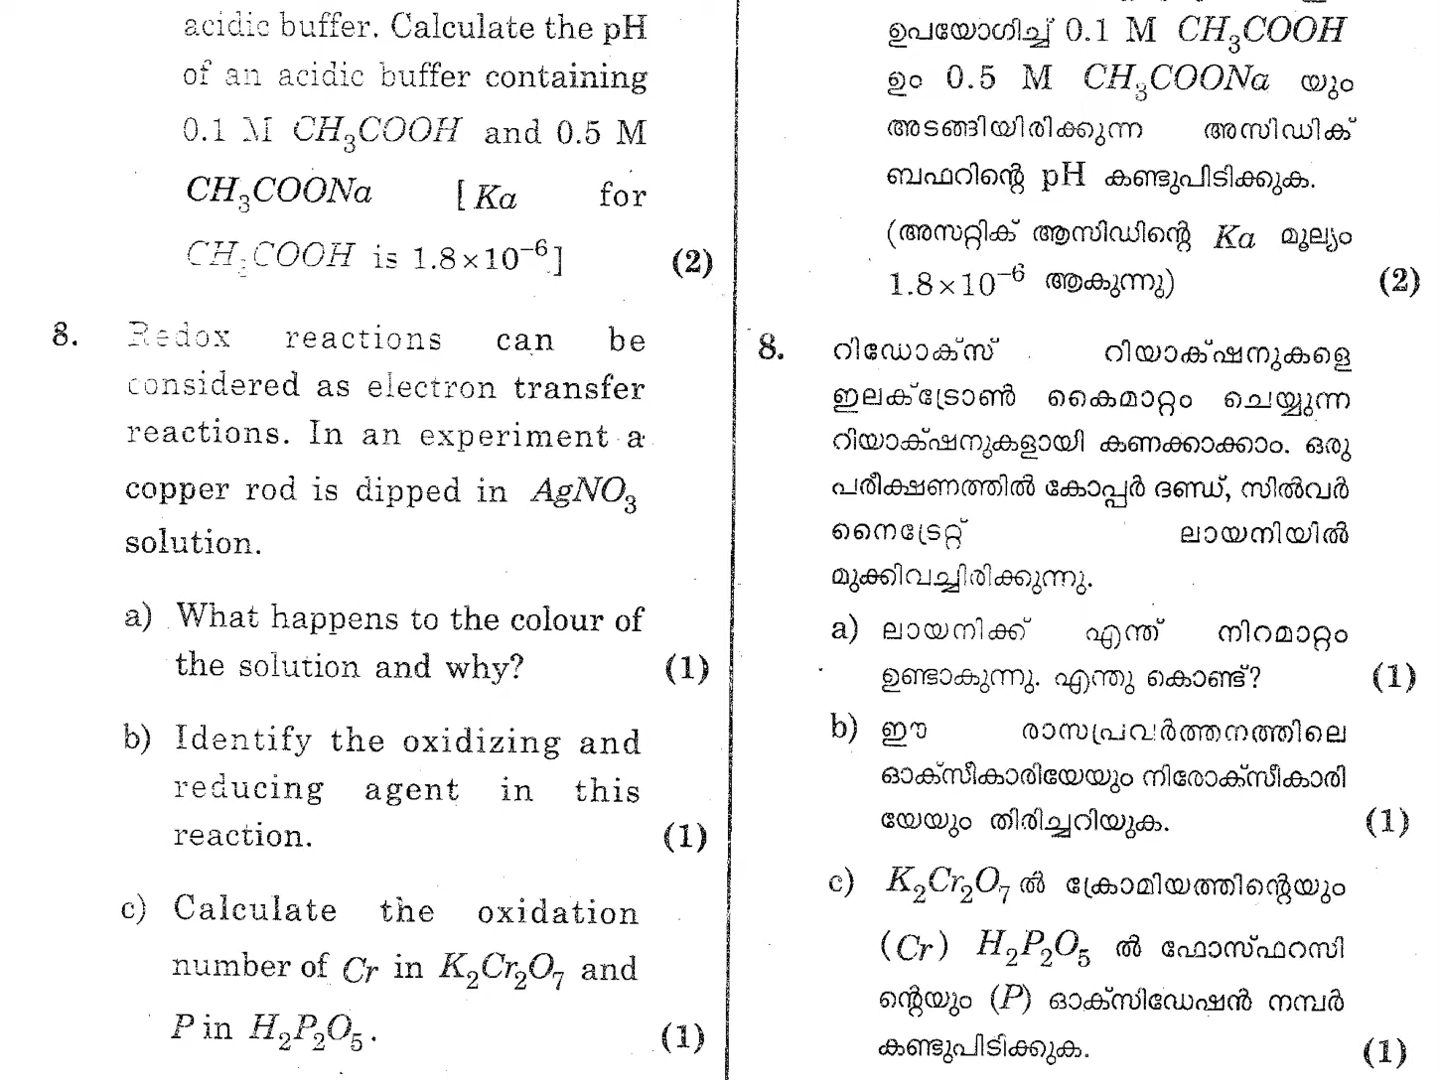 acidic buffer. Calculate the pH
of an acidic buffer containing
0.1 M CH₃COOH and 0.5 M
CH₃COONa [Ka for
CH₃COOH is 1.8×10⁻⁶]
(2)
8. Redox reactions can be
considered as electron transfer
reactions. In an experiment a
copper rod is dipped in AgNO₃
solution.
a) What happens to the colour of
the solution and why? (1)
b) Identify the oxidizing and
reducing agent in this
reaction. (1)
c) Calculate the oxidation
number of Cr in K₂Cr₂O₇ and
P in H₂P₂O₅. (1)
ഉപയോഗിച്ച് 0.1 M CH₃COOH
ഉം 0.5 M CH₃COONa യും
അടങ്ങിയിരിക്കുന്ന അസിഡിക്
ബഫറിന്റെ pH കണ്ടുപിടിക്കുക.
(അസറ്റിക് ആസിഡിന്റെ Ka മൂല്യം
1.8×10⁻⁶ ആകുന്നു) (2)
8. റിഡോക്സ് റിയാക്ഷനുകളെ
ഇലക്ട്രോൺ കൈമാറ്റം ചെയ്യുന്ന
റിയാക്ഷനുകളായി കണക്കാക്കാം. ഒരു
പരീക്ഷണത്തിൽ കോപ്പർ ദണ്ഡ്, സിൽവർ
നൈട്രേറ്റ് ലായനിയിൽ
മുക്കിവച്ചിരിക്കുന്നു.
a) ലായനിക്ക് എന്ത് നിറമാറ്റം
ഉണ്ടാകുന്നു. എന്തു കൊണ്ട്? (1)
b) ഈ രാസപ്രവർത്തനത്തിലെ
ഓക്സീകാരിയേയും നിരോക്സീകാരി
യേയും തിരിച്ചറിയുക. (1)
c) K₂Cr₂O₇ ൽ ക്രോമിയത്തിന്റെയും
(Cr) H₂P₂O₅ ൽ ഫോസ്ഫറസി
ന്റെയും (P) ഓക്സിഡേഷൻ നമ്പർ
കണ്ടുപിടിക്കുക. (1)